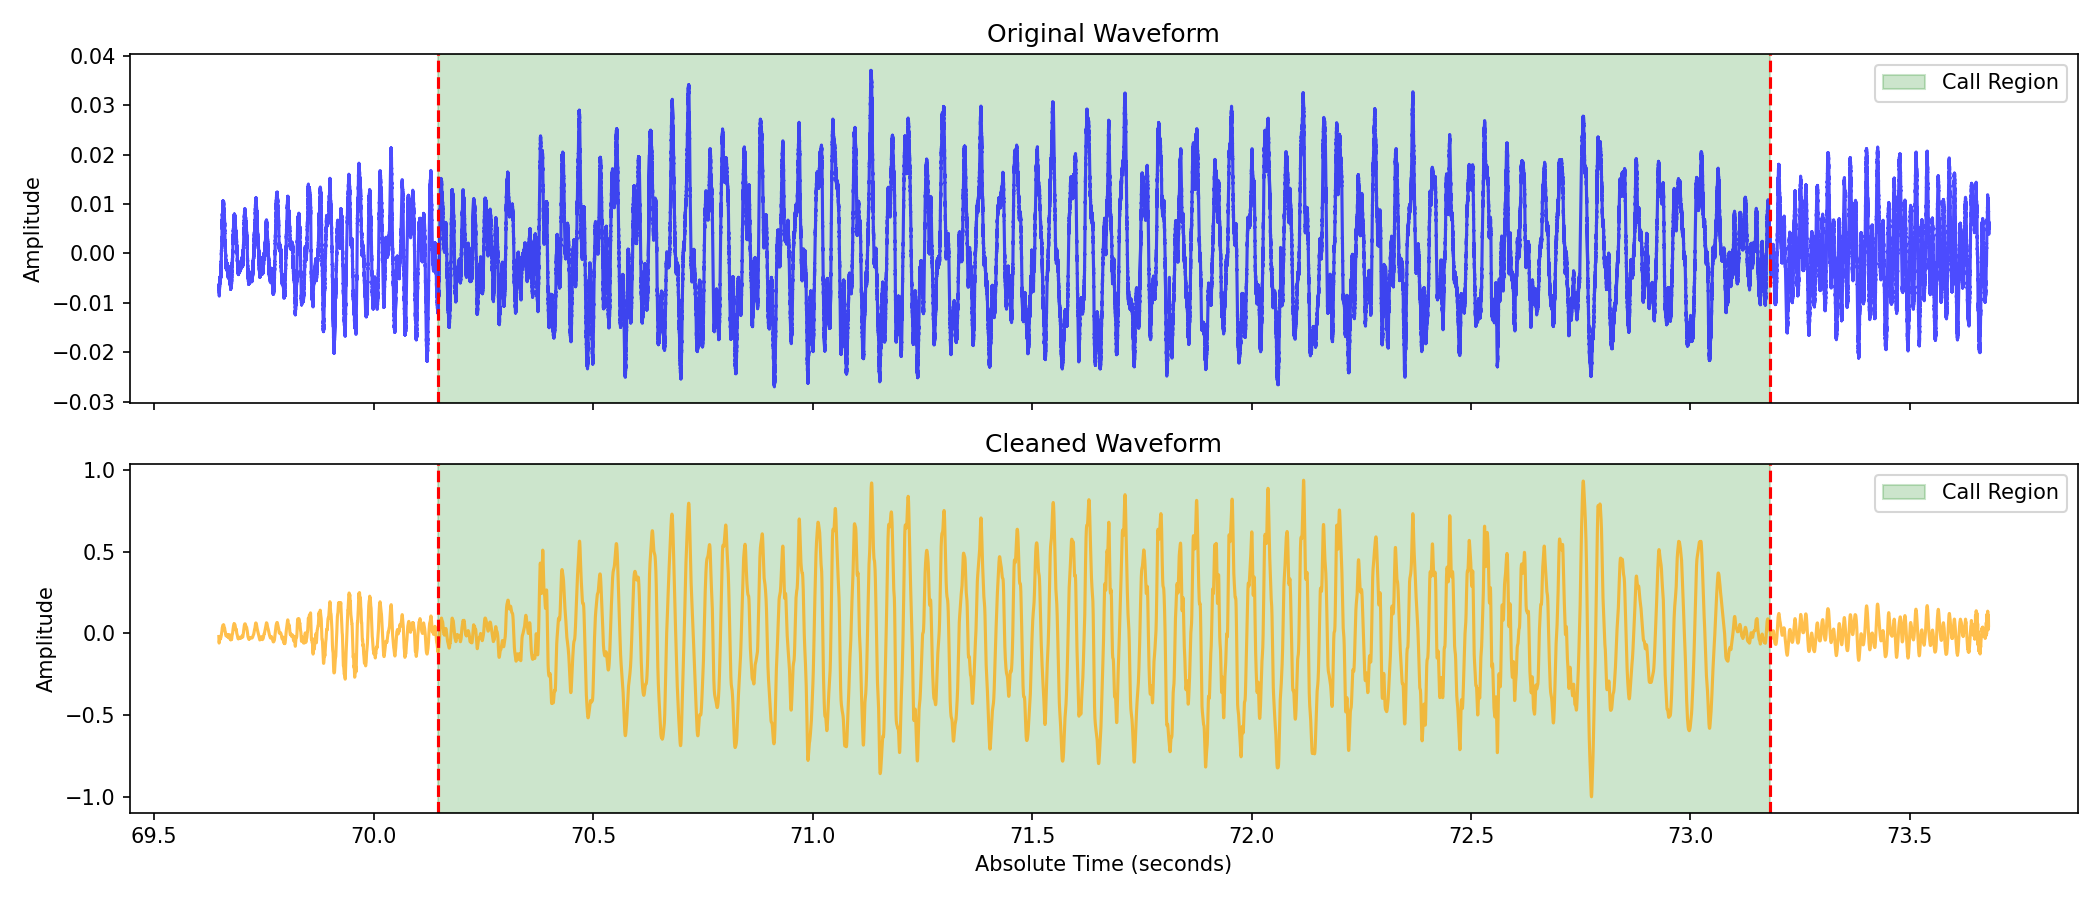 Original Waveform
0.04
0.03
0.02
0.01
0.00
−0.01
−0.02
−0.03
Amplitude
Call Region
Cleaned Waveform
1.0
0.5
0.0
−0.5
−1.0
Amplitude
Call Region
69.5 70.0 70.5 71.0 71.5 72.0 72.5 73.0 73.5
Absolute Time (seconds)